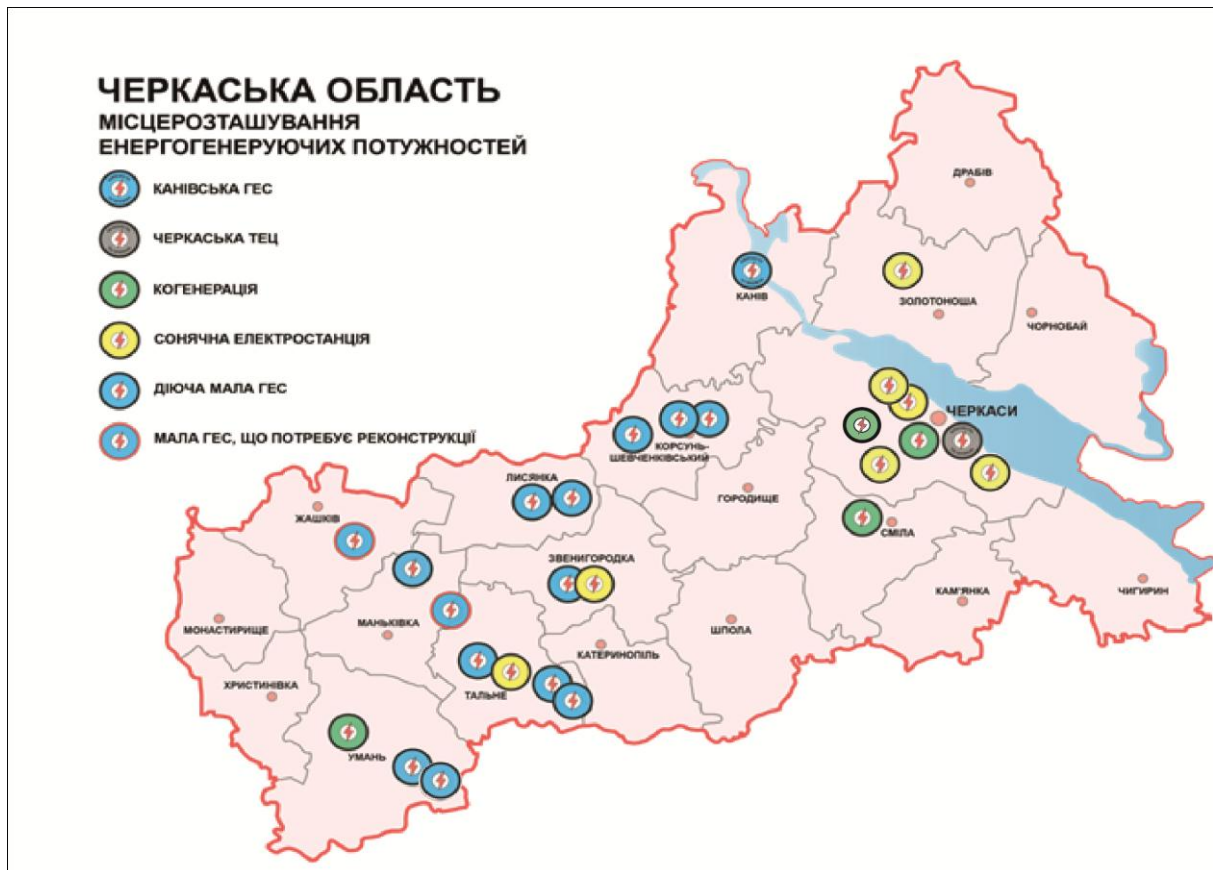 ЧЕРКАСЬКА ОБЛАСТЬ
МІСЦЕРОЗТАШУВАННЯ
ЕНЕРГОГЕНЕРУЮЧИХ ПОТУЖНОСТЕЙ
КАНІВСЬКА ГЕС
ЧЕРКАСЬКА ТЕЦ
КОГЕНЕРАЦІЯ
СОНЯЧНА ЕЛЕКТРОСТАНЦІЯ
ДІЮЧА МАЛА ГЕС
МАЛА ГЕС, ЩО ПОТРЕБУЄ РЕКОНСТРУКЦІЇ
ДРАБІВ
КАНІВ
ЗОЛОТОНОША
ЧОРНОБАЙ
ЧЕРКАСИ
КОРСУНЬ-
ШЕВЧЕНКІВСЬКИЙ
ЛИСЯНКА
ГОРОДИЩЕ
ЖАШКІВ
СМІЛА
ЗВЕНИГОРОДКА
КАМ'ЯНКА
ЧИГИРИН
МОНАСТИРИЩЕ
МАНЬКІВКА
ШПОЛА
КАТЕРИНОПІЛЬ
ХРИСТИНІВКА
ТАЛЬНЕ
УМАНЬ